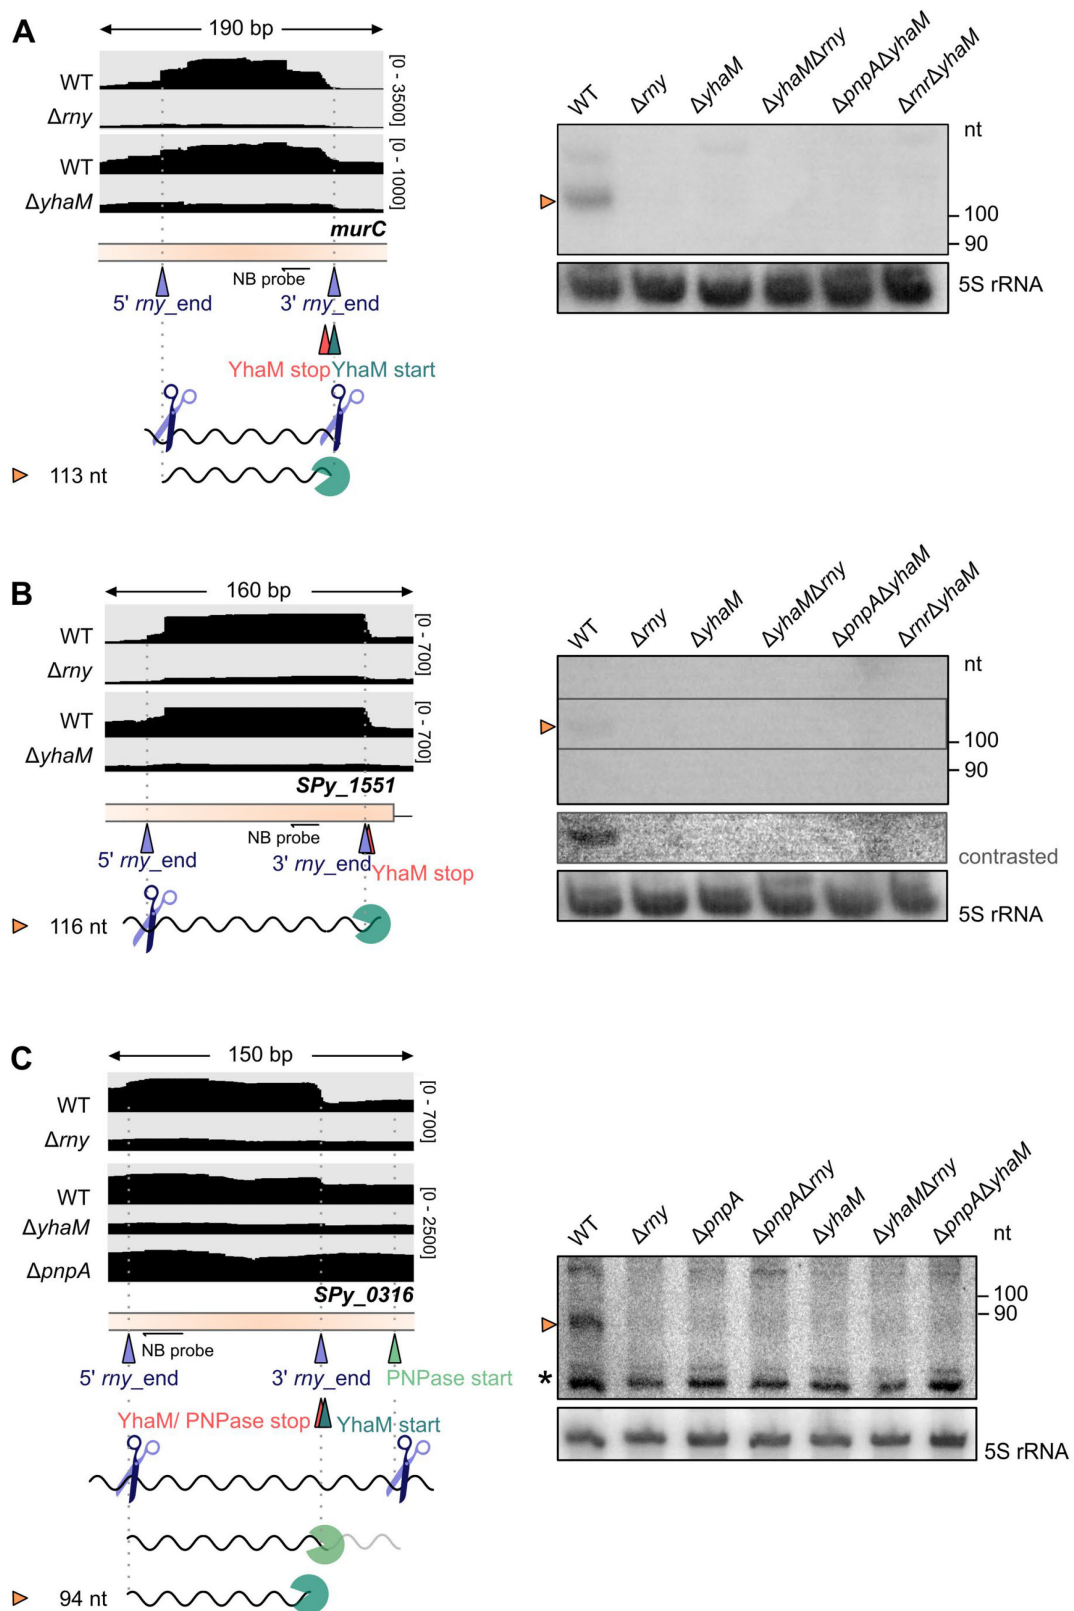 A
190 bp
WT
Δrny
[0 - 3500]
WT
ΔyhaM
[0 - 1000]
murC
NB probe
5' rny_end
3' rny_end
YhaM stop
YhaM start
113 nt
WT
Δrny
ΔyhaM
ΔyhaMΔrny
ΔpnpAΔyhaM
ΔrnrΔyhaM
nt
100
90
5S rRNA
B
160 bp
WT
Δrny
[0 - 700]
WT
ΔyhaM
[0 - 700]
SPy_1551
NB probe
5' rny_end
3' rny_end
YhaM stop
116 nt
WT
Δrny
ΔyhaM
ΔyhaMΔrny
ΔpnpAΔyhaM
ΔrnrΔyhaM
nt
100
90
contrasted
5S rRNA
C
150 bp
WT
Δrny
[0 - 700]
WT
ΔyhaM
ΔpnpA
[0 - 2500]
SPy_0316
NB probe
5' rny_end
3' rny_end
PNPase start
YhaM/ PNPase stop
YhaM start
94 nt
WT
Δrny
ΔpnpA
ΔpnpAΔrny
ΔyhaM
ΔyhaMΔrny
ΔpnpAΔyhaM
nt
100
90
*
5S rRNA